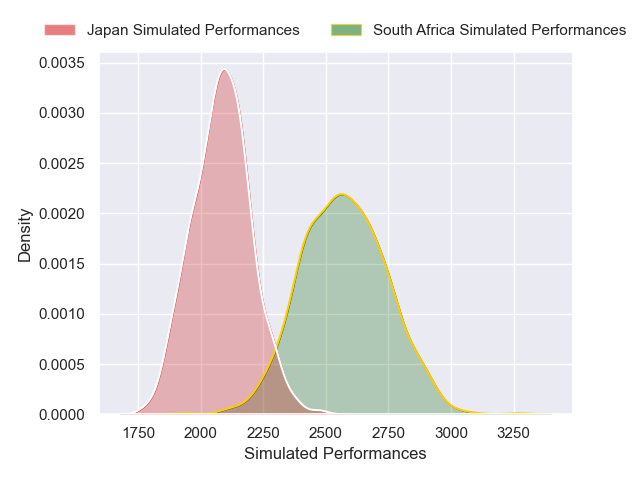 Japan Simulated Performances
South Africa Simulated Performances
0.0035
0.0030
0.0025
0.0020
0.0015
0.0010
0.0005
0.0000
Density
1750 2000 2250 2500 2750 3000 3250
Simulated Performances